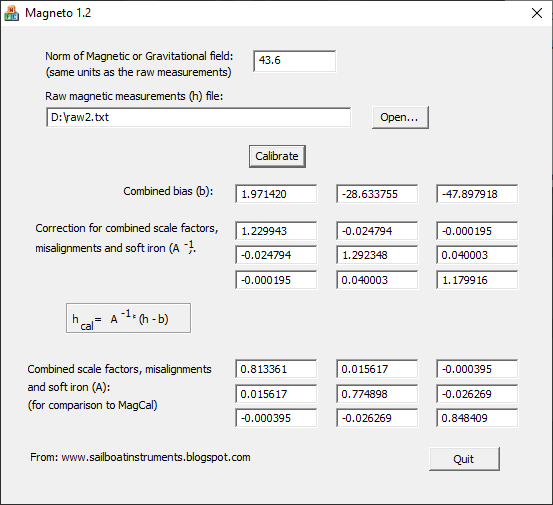 Magneto 1.2
Norm of Magnetic or Gravitational field:
(same units as the raw measurements)
43.6
Raw magnetic measurements (h) file:
D:\raw2.txt
Open...
Calibrate
Combined bias (b):
1.971420 -28.633755 -47.897918
Correction for combined scale factors,
misalignments and soft iron (A -1):
1.229943 -0.024794 -0.000195
-0.024794 1.292348 0.040003
-0.000195 0.040003 1.179916
h cal = A -1 * (h - b)
Combined scale factors, misalignments
and soft iron (A):
(for comparison to MagCal)
0.813361 0.015617 -0.000395
0.015617 0.774898 -0.026269
-0.000395 -0.026269 0.848409
From: www.sailboatinstruments.blogspot.com
Quit